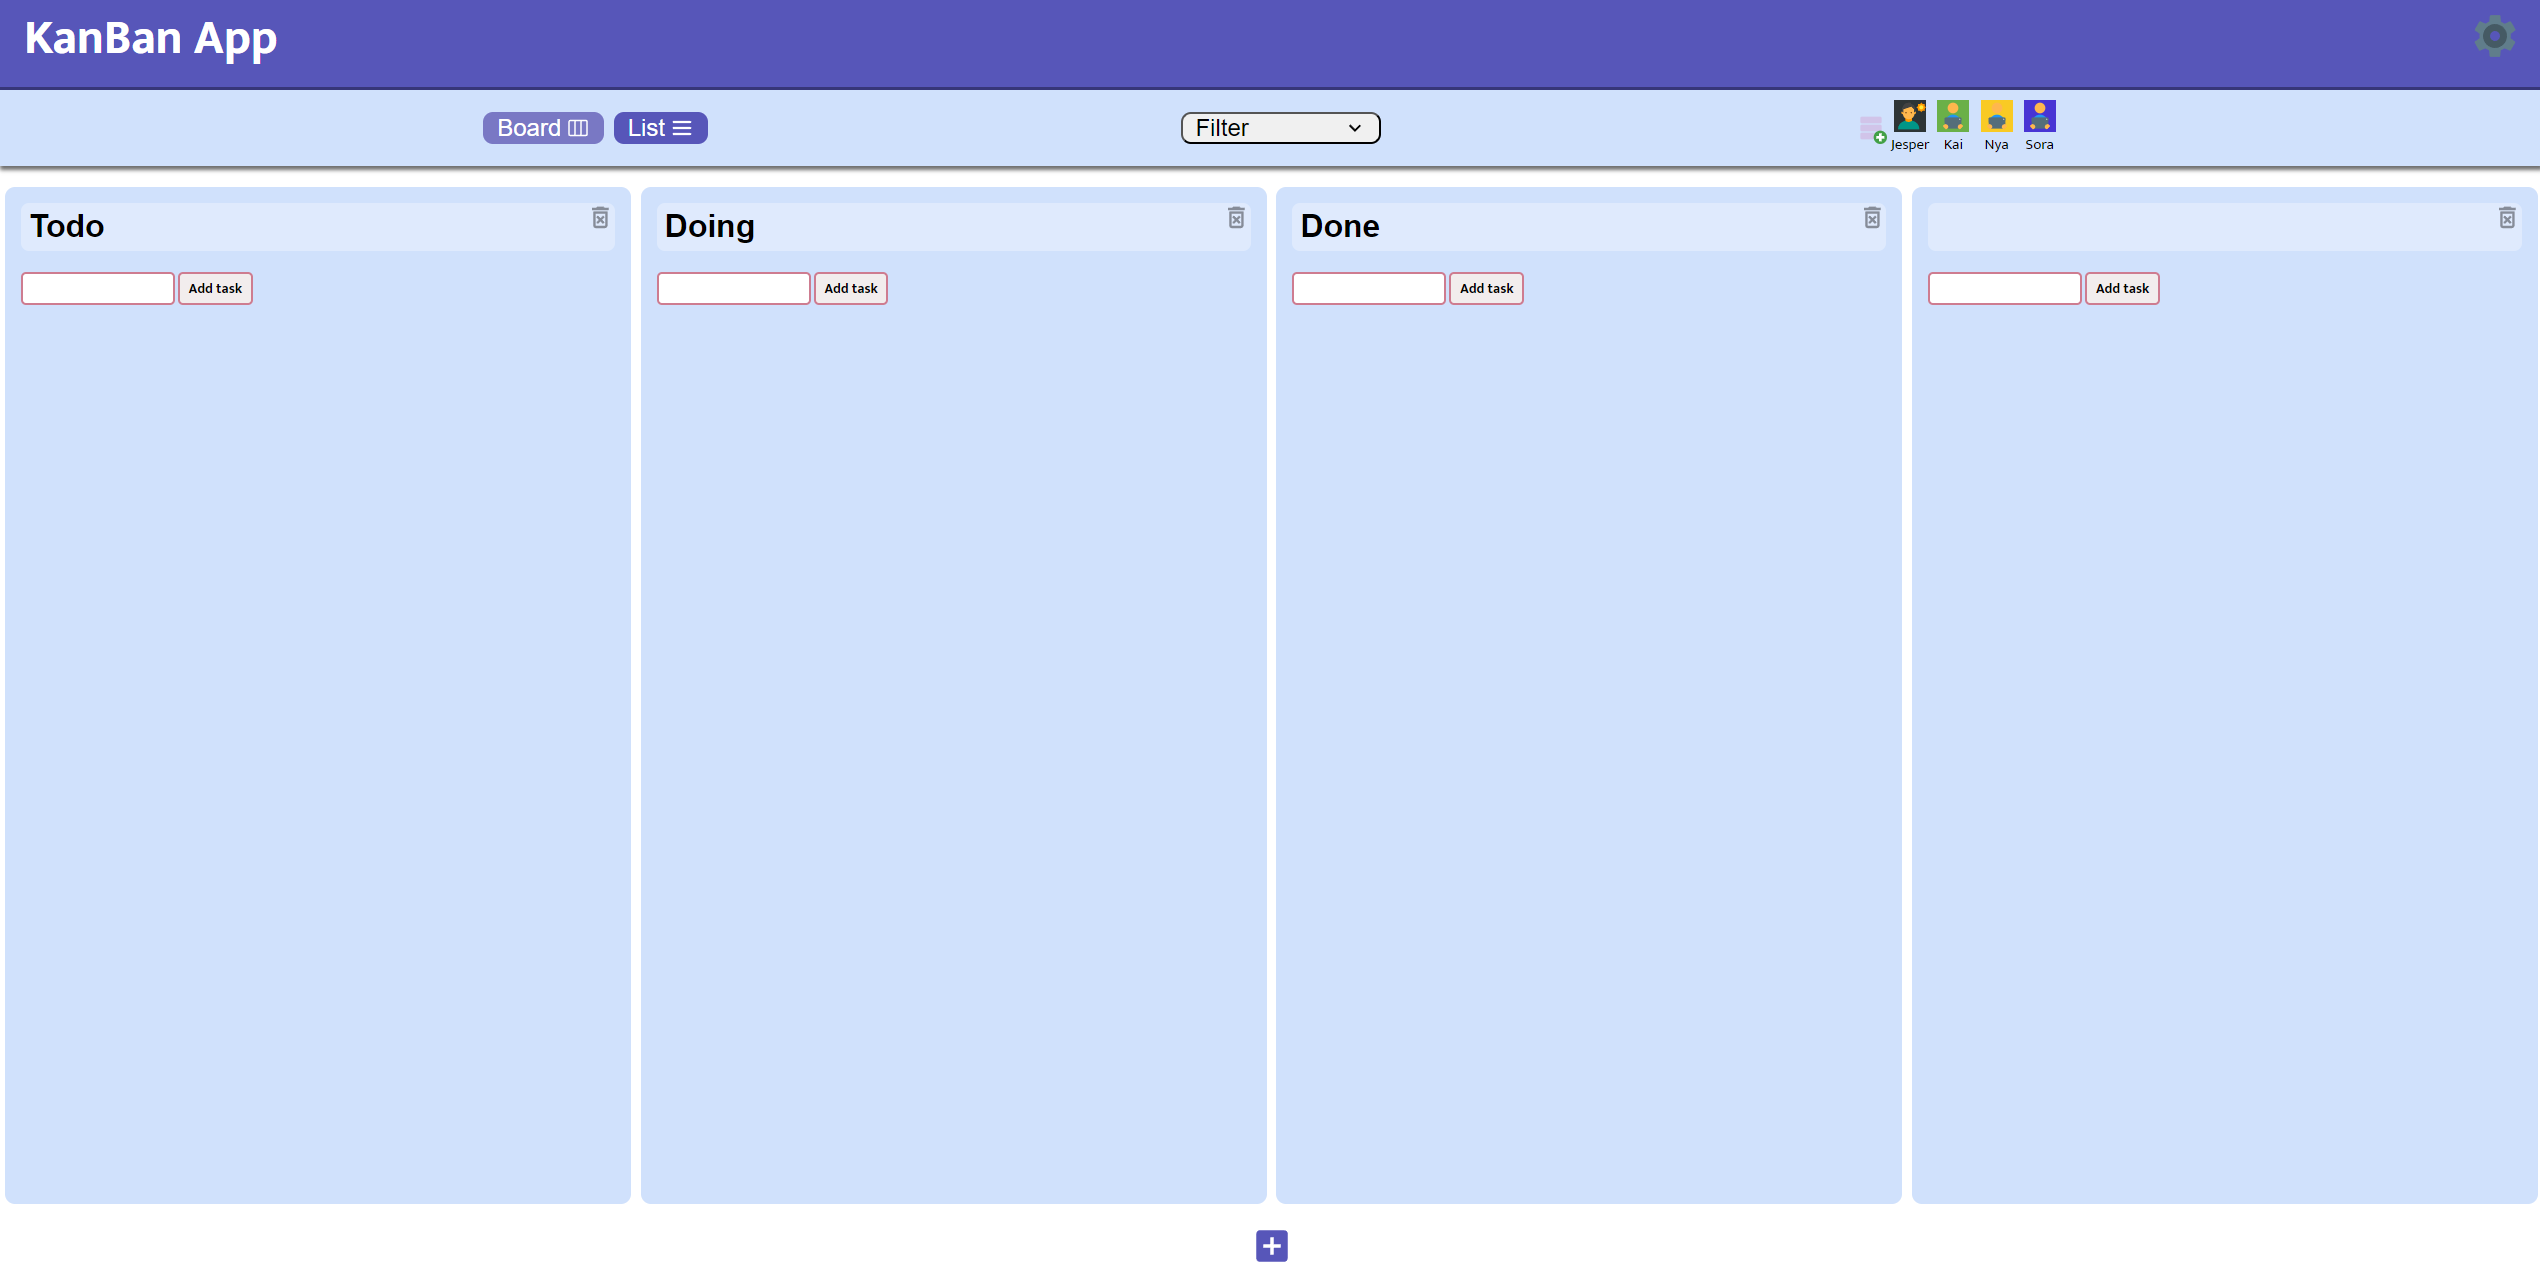 KanBan App
Board List Filter
Jesper Kai Nya Sora
Todo Doing Done
Add task Add task Add task Add task